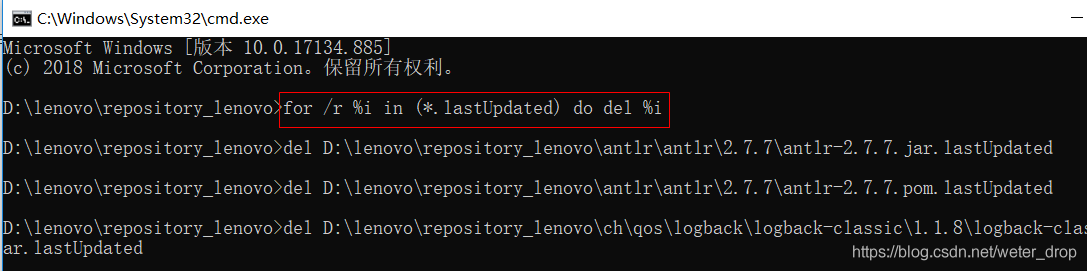 C:\Windows\System32\cmd.exe
Microsoft Windows [版本 10.0.17134.885]
(c) 2018 Microsoft Corporation。保留所有权利。
D:\lenovo\repository_lenovo>for /r %i in (*.lastUpdated) do del %i
D:\lenovo\repository_lenovo>del D:\lenovo\repository_lenovo\antlr\antlr\2.7.7\antlr-2.7.7.jar.lastUpdated
D:\lenovo\repository_lenovo>del D:\lenovo\repository_lenovo\antlr\antlr\2.7.7\antlr-2.7.7.pom.lastUpdated
D:\lenovo\repository_lenovo>del D:\lenovo\repository_lenovo\ch\qos\logback\logback-classic\1.1.8\logback-clas
ar.lastUpdated
https://blog.csdn.net/weter_drop